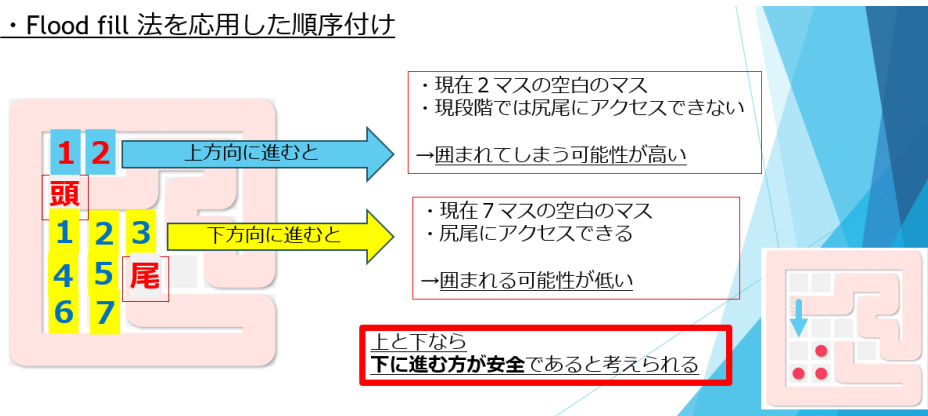 ・Flood fill 法を応用した順序付け
・現在２マスの空白のマス
・現段階では尻尾にアクセスできない
→囲まれてしまう可能性が高い
1 2
上方向に進むと
頭
・現在７マスの空白のマス
・尻尾にアクセスできる
→囲まれる可能性が低い
1 2 3
下方向に進むと
4 5 尾
6 7
上と下なら
下に進む方が安全であると考えられる